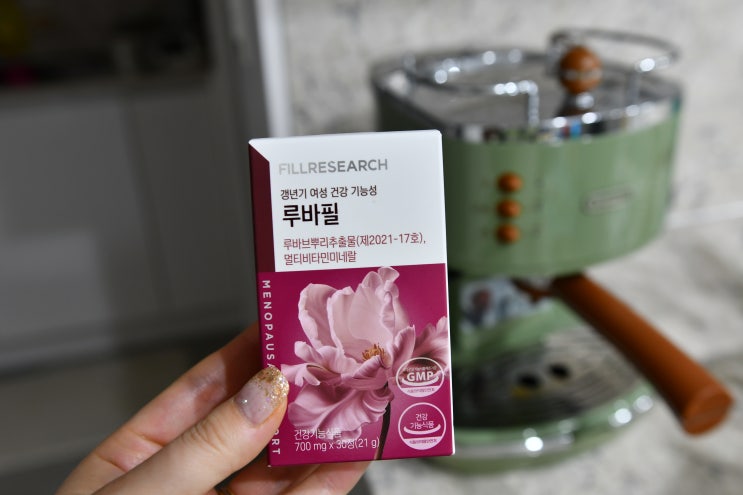 FILLRESEARCH
갱년기 여성 건강 기능성
루바필
루바브뿌리추출물(제2021-17호),
멀티비타민미네랄
MENOPAUS
ORT
GMP
건강
기능식품
건강기능식품
700 mg x 30정(21 g)